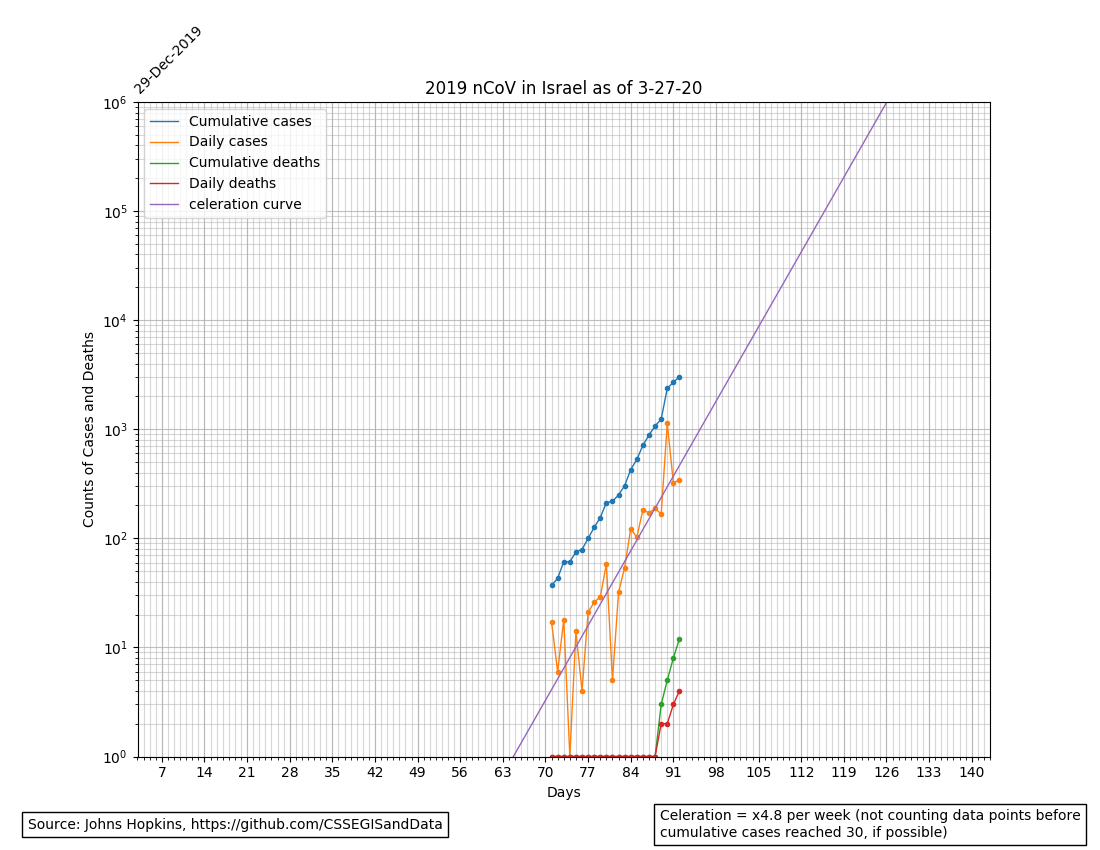 29-Dec-2019
2019 nCoV in Israel as of 3-27-20
Cumulative cases
Daily cases
Cumulative deaths
Daily deaths
celeration curve
10^6
10^5
10^4
10^3
10^2
10^1
10^0
Counts of Cases and Deaths
7 14 21 28 35 42 49 56 63 70 77 84 91 98 105 112 119 126 133 140
Days
Source: Johns Hopkins, https://github.com/CSSEGISandData
Celeration = x4.8 per week (not counting data points before
cumulative cases reached 30, if possible)